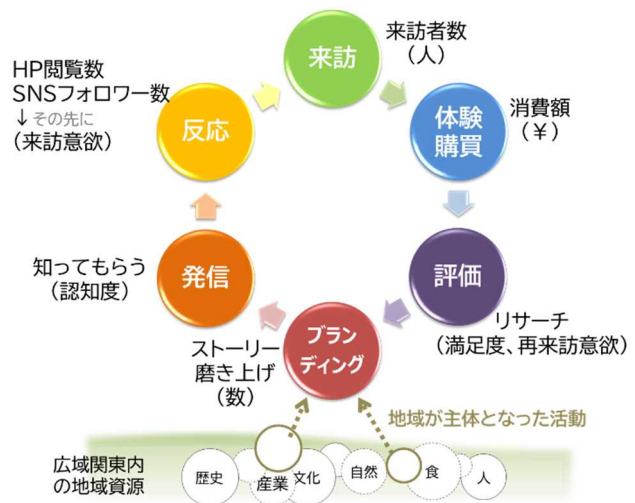 来訪
来訪者数
（人）
HP閲覧数
SNSフォロワー数
↓その先に
（来訪意欲）
反応
体験
購買
消費額
（￥）
知ってもらう
（認知度）
発信
評価
リサーチ
（満足度、再来訪意欲）
ブラン
ディング
ストーリー
磨き上げ
（数）
地域が主体となった活動
広域関東内
の地域資源
歴史
産業
文化
自然
食
人